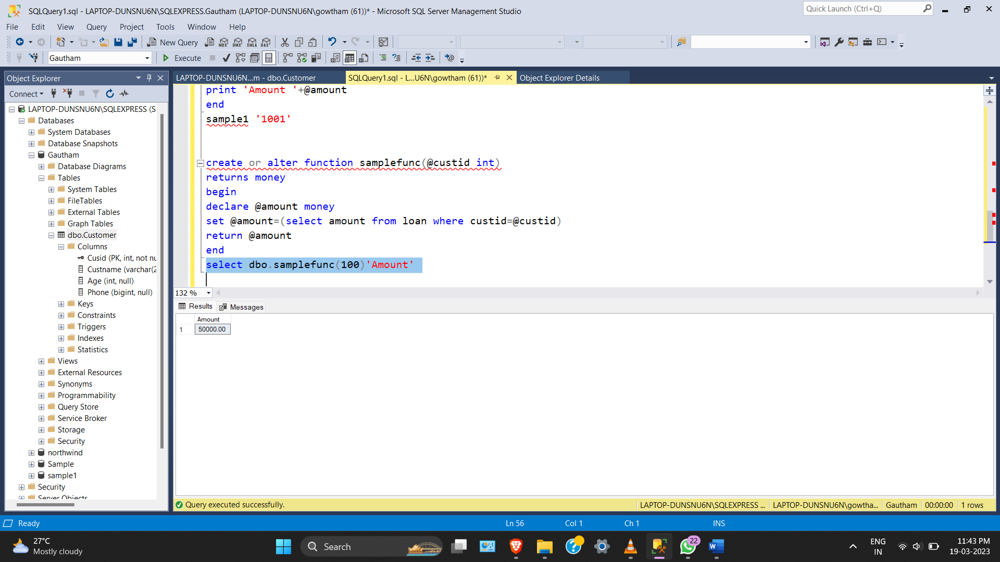 SQLQuery1.sql - LAPTOP-DUNSNU6N\SQLEXPRESS.Gautham (LAPTOP-DUNSNU6N\gowtham (61))* - Microsoft SQL Server Management Studio
Quick Launch (Ctrl+Q)
File Edit View Query Project Tools Window Help
New Query MDX DMX XMLA DAX
Gautham Execute
Object Explorer
Connect
LAPTOP-DUNSNU6N\SQLEXPRESS (S
Databases
System Databases
Database Snapshots
Gautham
Database Diagrams
Tables
System Tables
FileTables
External Tables
Graph Tables
dbo.Customer
Columns
Cusid (PK, int, not nu
Custname (varchar(2
Age (int, null)
Phone (bigint, null)
Keys
Constraints
Triggers
Indexes
Statistics
Views
External Resources
Synonyms
Programmability
Query Store
Service Broker
Storage
Security
northwind
Sample
sample1
Security
Server Objects
LAPTOP-DUNSNU6N...m - dbo.Customer
SQLQuery1.sql - L...U6N\gowtham (61))*
Object Explorer Details
print 'Amount '+@amount
end
sample1 '1001'
create or alter function samplefunc(@custid int)
returns money
begin
declare @amount money
set @amount=(select amount from loan where custid=@custid)
return @amount
end
select dbo.samplefunc(100)'Amount'
132 %
Results Messages
Amount
1 50000.00
Query executed successfully.
LAPTOP-DUNSNU6N\SQLEXPRESS ... LAPTOP-DUNSNU6N\gowtha... Gautham 00:00:00 1 rows
Ready Ln 56 Col 1 Ch 1 INS
27°C
Mostly cloudy
Search
22
ENG
IN
11:43 PM
19-03-2023